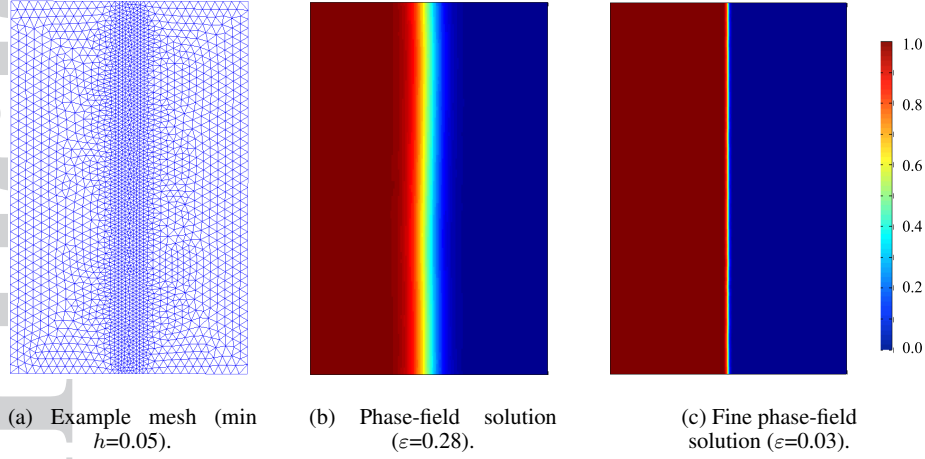 1.0
0.8
0.6
0.4
0.2
0.0
(a) Example mesh (min
h=0.05).
(b) Phase-field solution
(ε=0.28).
(c) Fine phase-field
solution (ε=0.03).